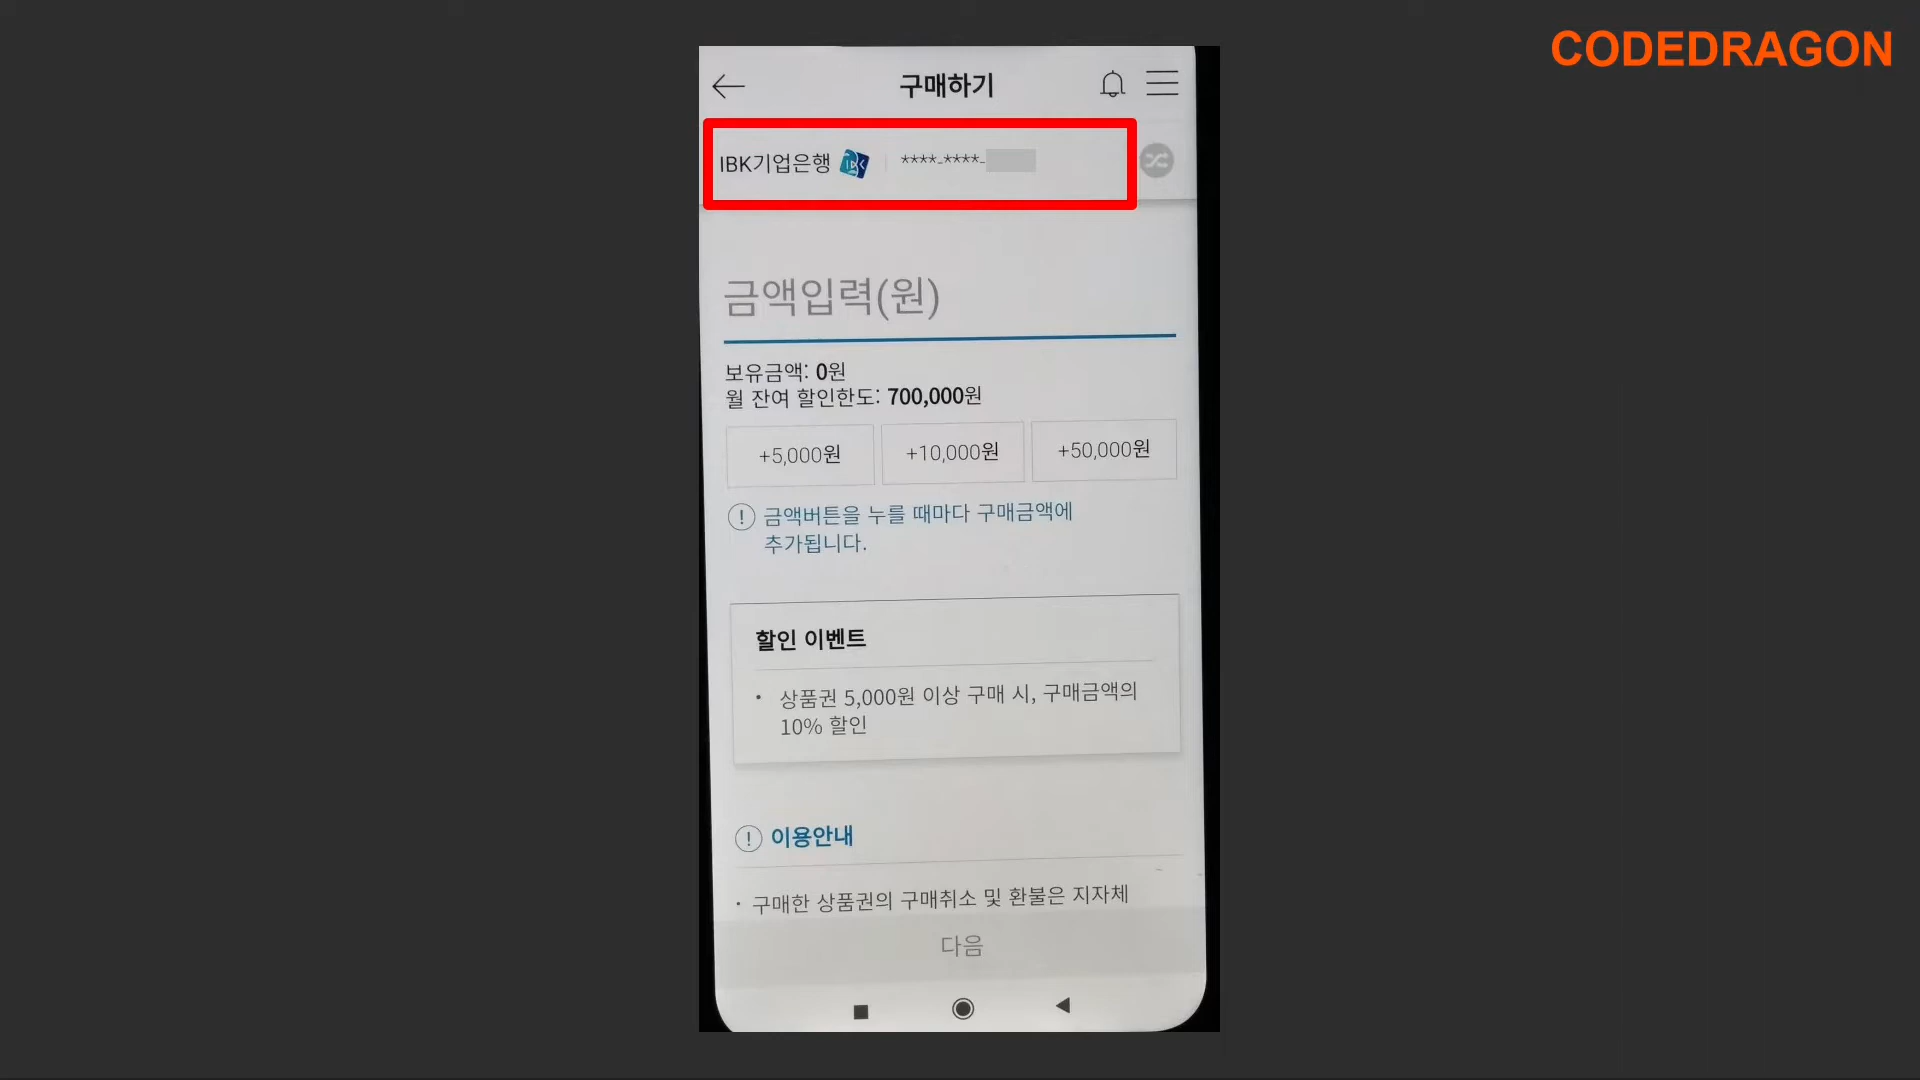 CODEDRAGON
구매하기
IBK기업은행 IBK ****-****-
금액입력(원)
보유금액: 0원
월 잔여 할인한도: 700,000원
+5,000원 +10,000원 +50,000원
! 금액버튼을 누를 때마다 구매금액에
추가됩니다.
할인 이벤트
• 상품권 5,000원 이상 구매 시, 구매금액의
10% 할인
! 이용안내
• 구매한 상품권의 구매취소 및 환불은 지자체
다음